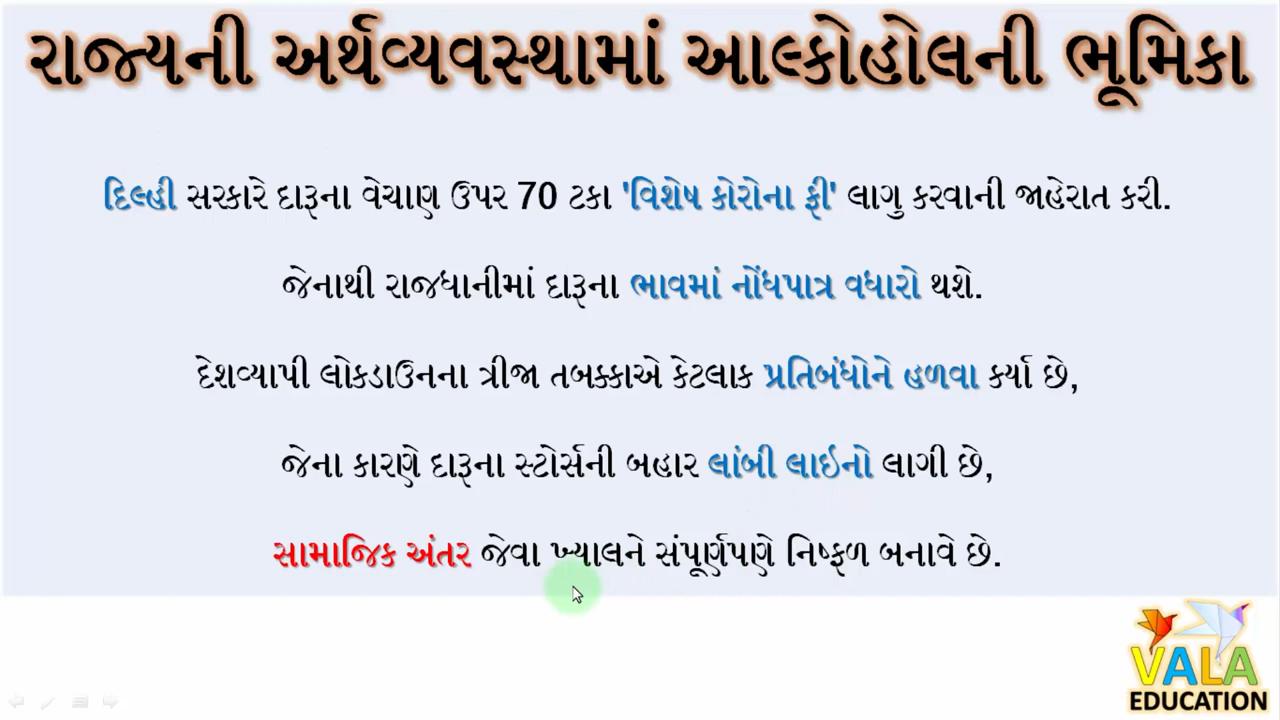 રાજ્યની અર્થવ્યવસ્થામાં આલ્કોહોલની ભૂમિકા
દિલ્હી સરકારે દારૂના વેચાણ ઉપર 70 ટકા 'વિશેષ કોરોના ફી' લાગુ કરવાની જાહેરાત કરી.
જેનાથી રાજધાનીમાં દારૂના ભાવમાં નોંધપાત્ર વધારો થશે.
દેશવ્યાપી લોકડાઉનના ત્રીજા તબક્કાએ કેટલાક પ્રતિબંધોને હળવા કર્યા છે,
જેના કારણે દારૂના સ્ટોર્સની બહાર લાંબી લાઇનો લાગી છે,
સામાજિક અંતર જેવા ખ્યાલને સંપૂર્ણપણે નિષ્ફળ બનાવે છે.
VALA
EDUCATION